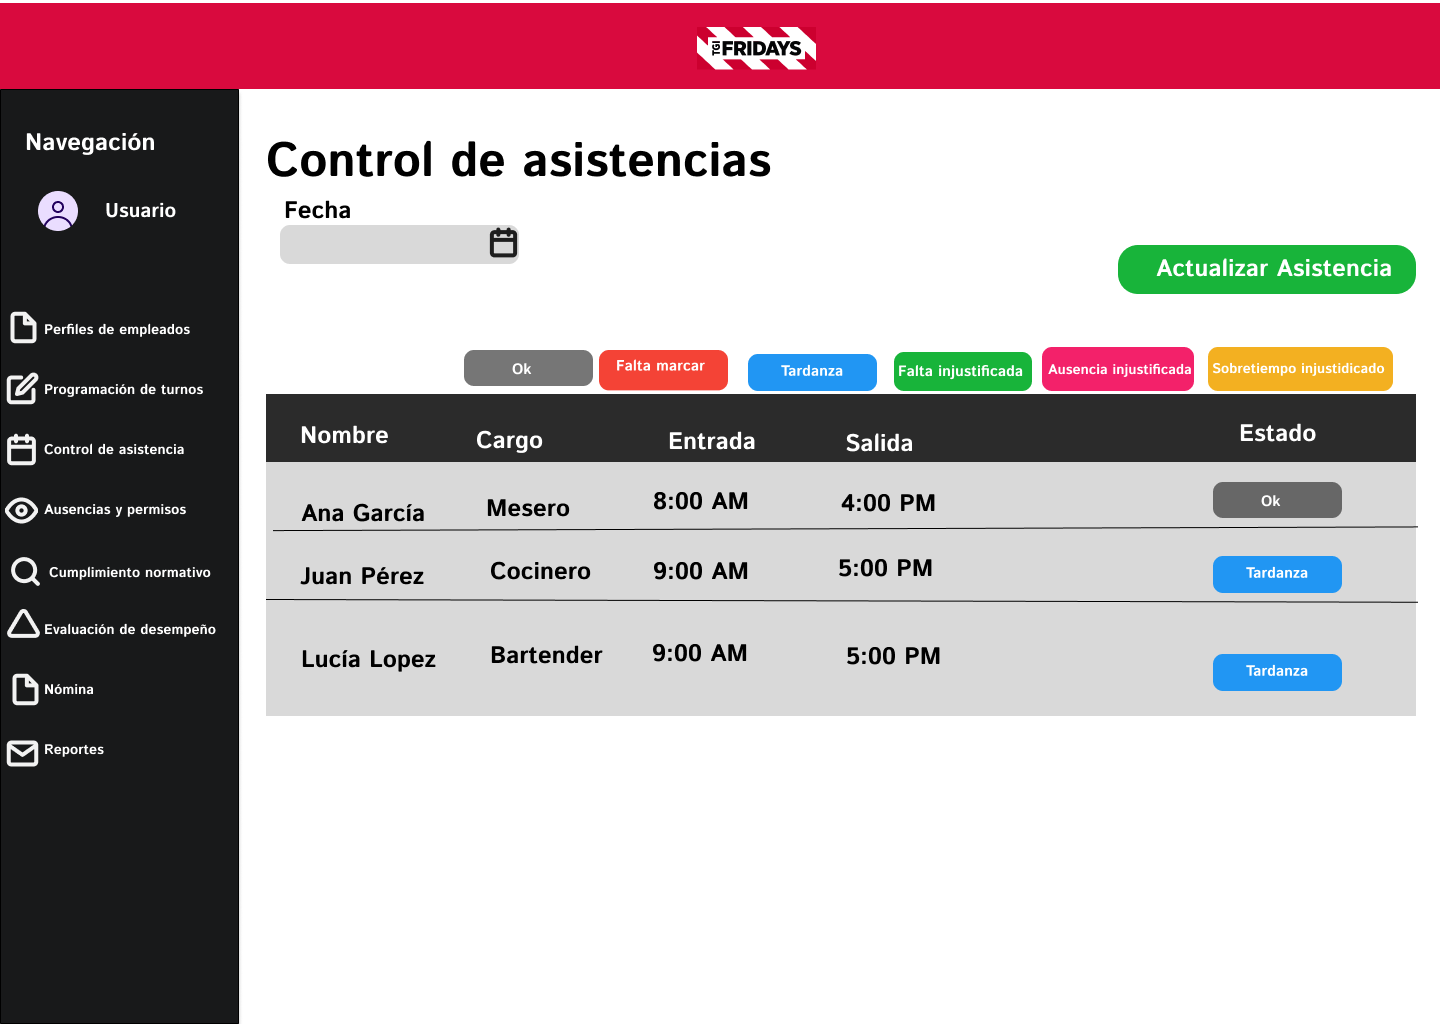 TGI FRIDAYS
Navegación
Usuario
Perfiles de empleados
Programación de turnos
Control de asistencia
Ausencias y permisos
Cumplimiento normativo
Evaluación de desempeño
Nómina
Reportes
Control de asistencias
Fecha
Actualizar Asistencia
Ok Falta marcar Tardanza Falta injustificada Ausencia injustificada Sobretiempo injustidicado
Nombre Cargo Entrada Salida Estado
Ana García Mesero 8:00 AM 4:00 PM Ok
Juan Pérez Cocinero 9:00 AM 5:00 PM Tardanza
Lucía Lopez Bartender 9:00 AM 5:00 PM Tardanza